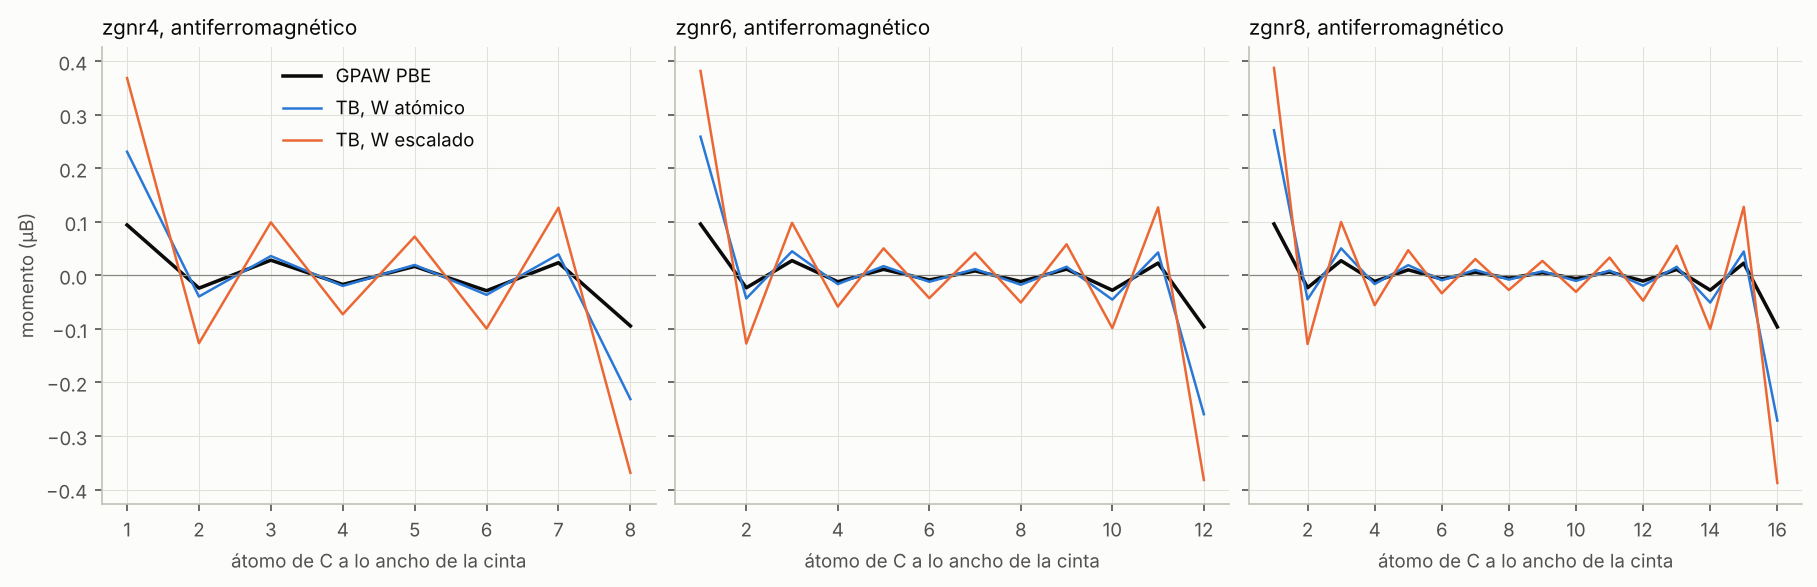 zgnr4, antiferromagnético
zgnr6, antiferromagnético
zgnr8, antiferromagnético
GPAW PBE
TB, W atómico
TB, W escalado
momento (µB)
0.4
0.3
0.2
0.1
0.0
−0.1
−0.2
−0.3
−0.4
1 2 3 4 5 6 7 8
2 4 6 8 10 12
2 4 6 8 10 12 14 16
átomo de C a lo ancho de la cinta
átomo de C a lo ancho de la cinta
átomo de C a lo ancho de la cinta